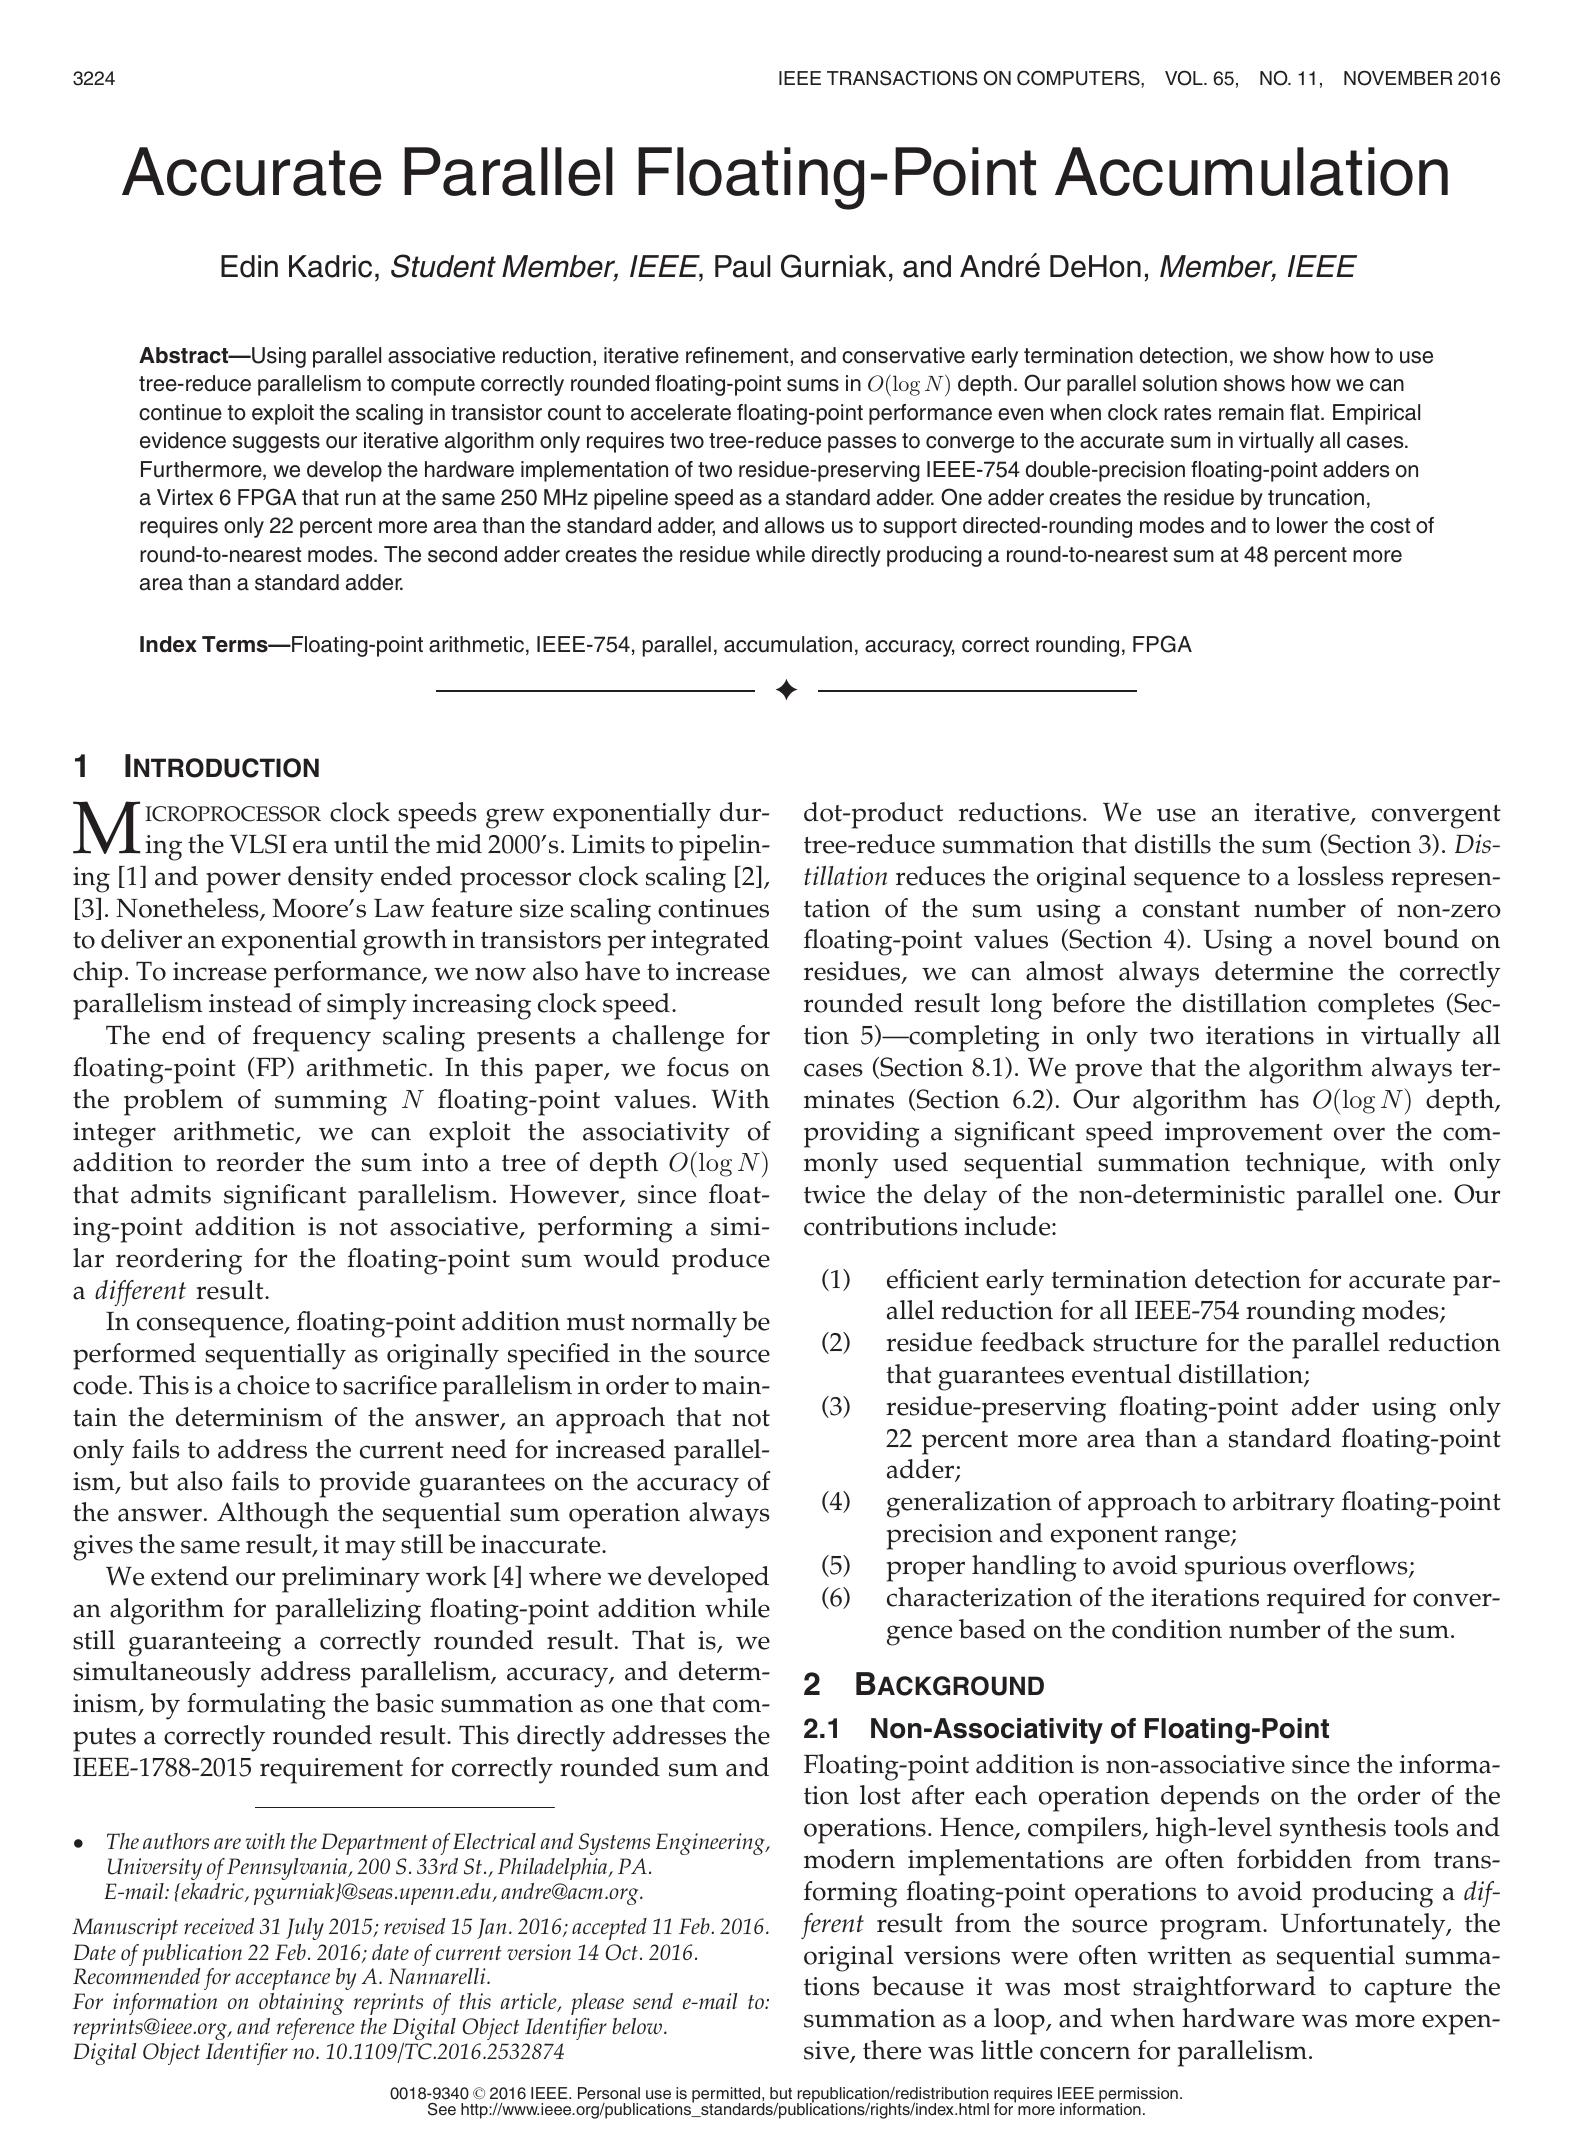 3224
IEEE TRANSACTIONS ON COMPUTERS, VOL. 65, NO. 11, NOVEMBER 2016
Accurate Parallel Floating-Point Accumulation
Edin Kadric, Student Member, IEEE, Paul Gurniak, and André DeHon, Member, IEEE
Abstract—Using parallel associative reduction, iterative refinement, and conservative early termination detection, we show how to use
tree-reduce parallelism to compute correctly rounded floating-point sums in O(log N) depth. Our parallel solution shows how we can
continue to exploit the scaling in transistor count to accelerate floating-point performance even when clock rates remain flat. Empirical
evidence suggests our iterative algorithm only requires two tree-reduce passes to converge to the accurate sum in virtually all cases.
Furthermore, we develop the hardware implementation of two residue-preserving IEEE-754 double-precision floating-point adders on
a Virtex 6 FPGA that run at the same 250 MHz pipeline speed as a standard adder. One adder creates the residue by truncation,
requires only 22 percent more area than the standard adder, and allows us to support directed-rounding modes and to lower the cost of
round-to-nearest modes. The second adder creates the residue while directly producing a round-to-nearest sum at 48 percent more
area than a standard adder.
Index Terms—Floating-point arithmetic, IEEE-754, parallel, accumulation, accuracy, correct rounding, FPGA
1 INTRODUCTION
MICROPROCESSOR clock speeds grew exponentially dur-
ing the VLSI era until the mid 2000's. Limits to pipelin-
ing [1] and power density ended processor clock scaling [2],
[3]. Nonetheless, Moore's Law feature size scaling continues
to deliver an exponential growth in transistors per integrated
chip. To increase performance, we now also have to increase
parallelism instead of simply increasing clock speed.
The end of frequency scaling presents a challenge for
floating-point (FP) arithmetic. In this paper, we focus on
the problem of summing N floating-point values. With
integer arithmetic, we can exploit the associativity of
addition to reorder the sum into a tree of depth O(log N)
that admits significant parallelism. However, since float-
ing-point addition is not associative, performing a simi-
lar reordering for the floating-point sum would produce
a different result.
In consequence, floating-point addition must normally be
performed sequentially as originally specified in the source
code. This is a choice to sacrifice parallelism in order to main-
tain the determinism of the answer, an approach that not
only fails to address the current need for increased parallel-
ism, but also fails to provide guarantees on the accuracy of
the answer. Although the sequential sum operation always
gives the same result, it may still be inaccurate.
We extend our preliminary work [4] where we developed
an algorithm for parallelizing floating-point addition while
still guaranteeing a correctly rounded result. That is, we
simultaneously address parallelism, accuracy, and determ-
inism, by formulating the basic summation as one that com-
putes a correctly rounded result. This directly addresses the
IEEE-1788-2015 requirement for correctly rounded sum and
• The authors are with the Department of Electrical and Systems Engineering,
University of Pennsylvania, 200 S. 33rd St., Philadelphia, PA.
E-mail: {ekadric, pgurniak}@seas.upenn.edu, andre@acm.org.
Manuscript received 31 July 2015; revised 15 Jan. 2016; accepted 11 Feb. 2016.
Date of publication 22 Feb. 2016; date of current version 14 Oct. 2016.
Recommended for acceptance by A. Nannarelli.
For information on obtaining reprints of this article, please send e-mail to:
reprints@ieee.org, and reference the Digital Object Identifier below.
Digital Object Identifier no. 10.1109/TC.2016.2532874
dot-product reductions. We use an iterative, convergent
tree-reduce summation that distills the sum (Section 3). Dis-
tillation reduces the original sequence to a lossless represen-
tation of the sum using a constant number of non-zero
floating-point values (Section 4). Using a novel bound on
residues, we can almost always determine the correctly
rounded result long before the distillation completes (Sec-
tion 5)—completing in only two iterations in virtually all
cases (Section 8.1). We prove that the algorithm always ter-
minates (Section 6.2). Our algorithm has O(log N) depth,
providing a significant speed improvement over the com-
monly used sequential summation technique, with only
twice the delay of the non-deterministic parallel one. Our
contributions include:
(1) efficient early termination detection for accurate par-
allel reduction for all IEEE-754 rounding modes;
(2) residue feedback structure for the parallel reduction
that guarantees eventual distillation;
(3) residue-preserving floating-point adder using only
22 percent more area than a standard floating-point
adder;
(4) generalization of approach to arbitrary floating-point
precision and exponent range;
(5) proper handling to avoid spurious overflows;
(6) characterization of the iterations required for conver-
gence based on the condition number of the sum.
2 BACKGROUND
2.1 Non-Associativity of Floating-Point
Floating-point addition is non-associative since the informa-
tion lost after each operation depends on the order of the
operations. Hence, compilers, high-level synthesis tools and
modern implementations are often forbidden from trans-
forming floating-point operations to avoid producing a dif-
ferent result from the source program. Unfortunately, the
original versions were often written as sequential summa-
tions because it was most straightforward to capture the
summation as a loop, and when hardware was more expen-
sive, there was little concern for parallelism.
0018-9340 © 2016 IEEE. Personal use is permitted, but republication/redistribution requires IEEE permission.
See http://www.ieee.org/publications_standards/publications/rights/index.html for more information.